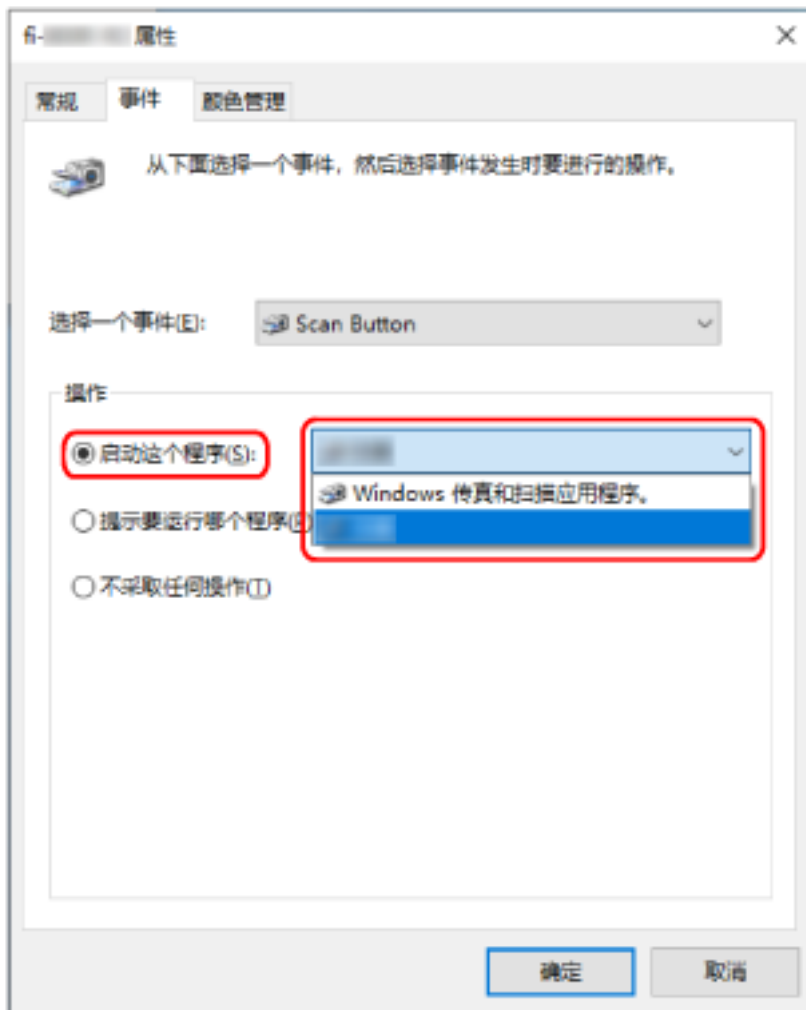 fi- 属性
常规 事件 颜色管理
从下面选择一个事件，然后选择事件发生时要进行的操作。
选择一个事件(E): Scan Button
操作
启动这个程序(S):
Windows 传真和扫描应用程序。
提示要运行哪个程序(
不采取任何操作(T)
确定 取消